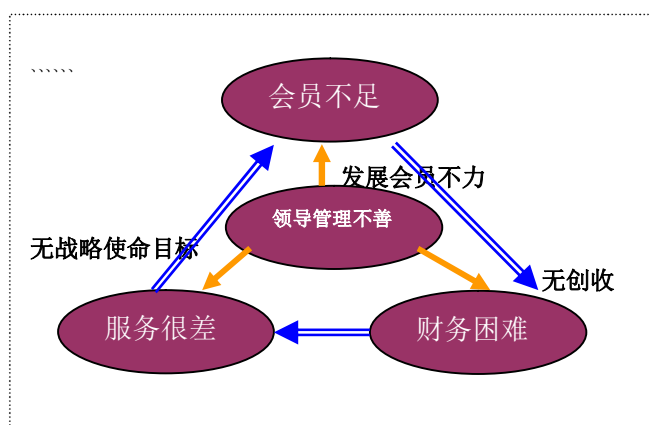 、、、、、、
会员不足
发展会员不力
领导管理不善
无战略使命目标
无创收
服务很差
财务困难